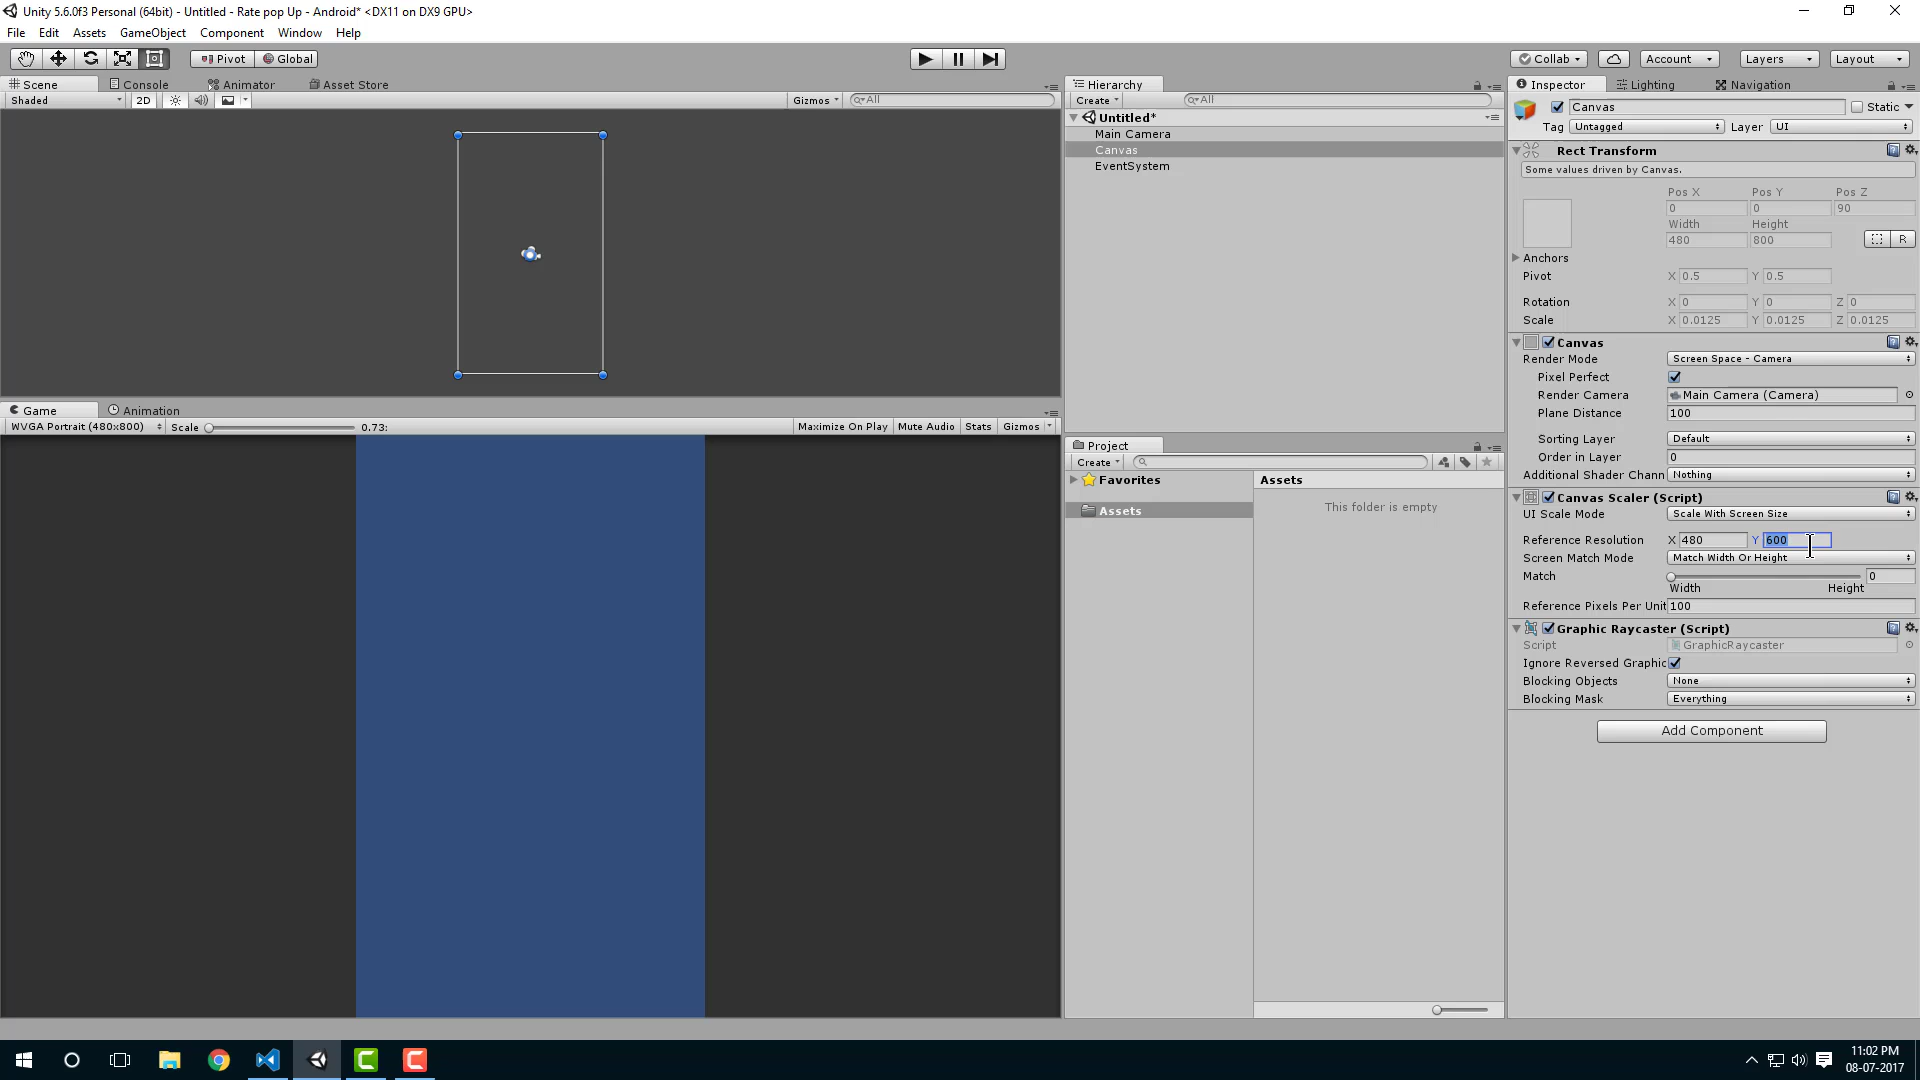 Unity 5.6.0f3 Personal (64bit) - Untitled - Rate pop Up - Android* <DX11 on DX9 GPU>
File Edit Assets GameObject Component Window Help
Pivot Global Collab Account Layers Layout
Scene Console Animator Asset Store
Shaded 2D Gizmos All
Hierarchy
Create All
Untitled*
Main Camera
Canvas
EventSystem
Game Animation
WVGA Portrait (480x800) Scale 0.73: Maximize On Play Mute Audio Stats Gizmos
Project
Create
Favorites
Assets
Assets
This folder is empty
Inspector Lighting Navigation
Canvas Static
Tag Untagged Layer UI
Rect Transform
Some values driven by Canvas.
Pos X Pos Y Pos Z
0 0 90
Width Height
480 800 R
Anchors
Pivot X 0.5 Y 0.5
Rotation X 0 Y 0 Z 0
Scale X 0.0125 Y 0.0125 Z 0.0125
Canvas
Render Mode Screen Space - Camera
Pixel Perfect
Render Camera Main Camera (Camera)
Plane Distance 100
Sorting Layer Default
Order in Layer 0
Additional Shader Chann Nothing
Canvas Scaler (Script)
UI Scale Mode Scale With Screen Size
Reference Resolution X 480 Y 600
Screen Match Mode Match Width Or Height
Match 0
Width Height
Reference Pixels Per Unit 100
Graphic Raycaster (Script)
Script GraphicRaycaster
Ignore Reversed Graphic
Blocking Objects None
Blocking Mask Everything
Add Component
11:02 PM
08-07-2017